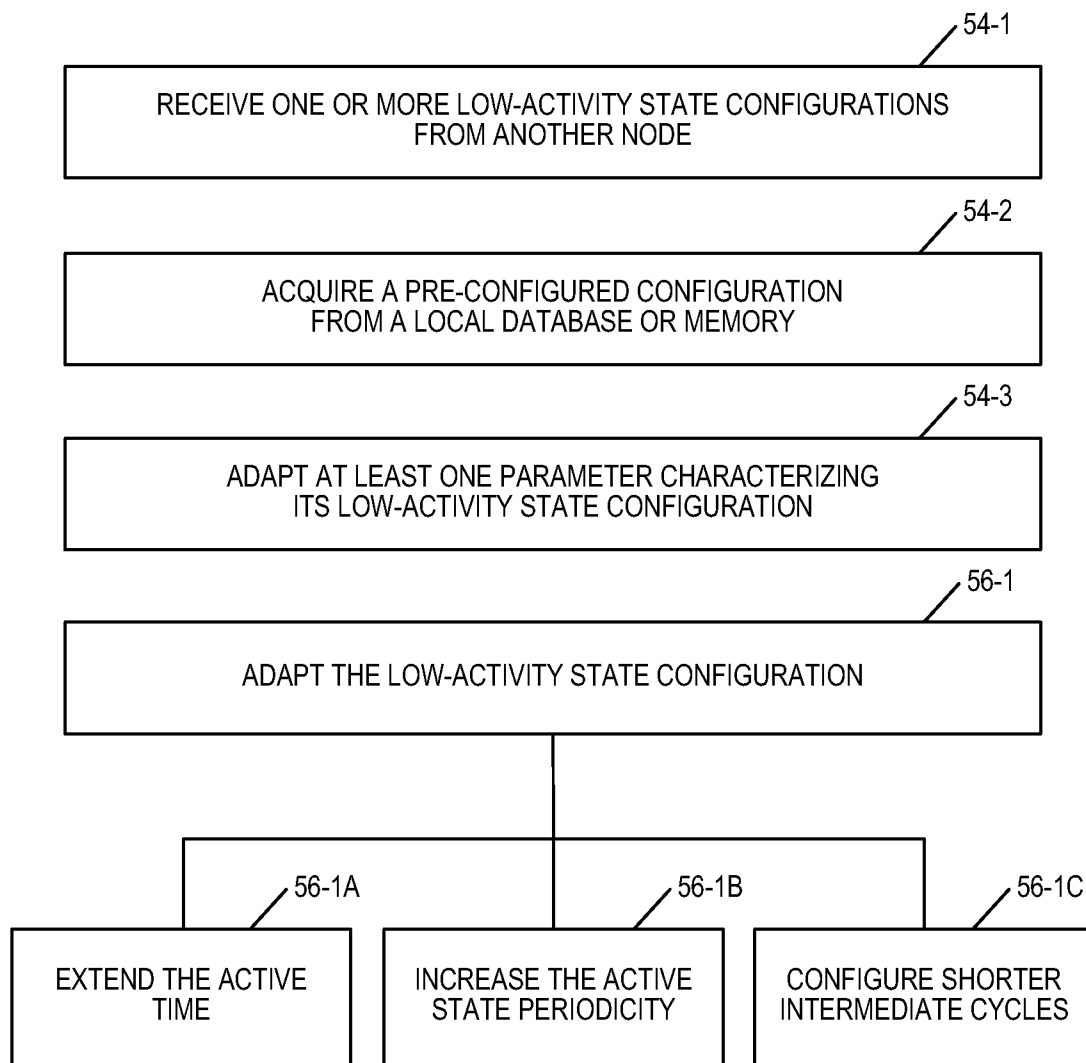 54-1
RECEIVE ONE OR MORE LOW-ACTIVITY STATE CONFIGURATIONS
FROM ANOTHER NODE
54-2
ACQUIRE A PRE-CONFIGURED CONFIGURATION
FROM A LOCAL DATABASE OR MEMORY
54-3
ADAPT AT LEAST ONE PARAMETER CHARACTERIZING
ITS LOW-ACTIVITY STATE CONFIGURATION
56-1
ADAPT THE LOW-ACTIVITY STATE CONFIGURATION
56-1A
EXTEND THE ACTIVE
TIME
56-1B
INCREASE THE ACTIVE
STATE PERIODICITY
56-1C
CONFIGURE SHORTER
INTERMEDIATE CYCLES